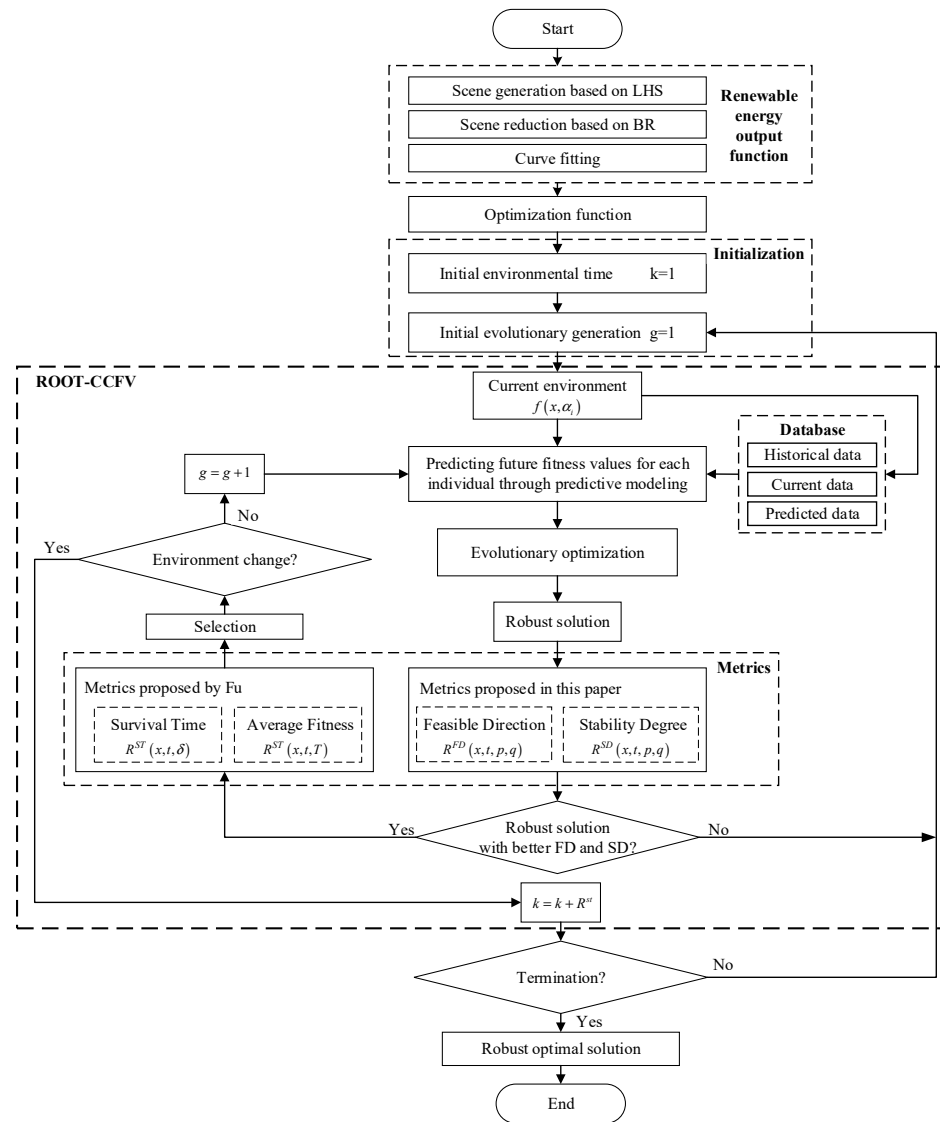 Start
Scene generation based on LHS
Scene reduction based on BR
Curve fitting
Renewable
energy
output
function
Optimization function
Initialization
Initial environmental time k=1
Initial evolutionary generation g=1
ROOT-CCFV
Current environment
f(x,α_i)
Database
Historical data
Current data
Predicted data
g = g+1
Predicting future fitness values for each
individual through predictive modeling
No
Yes
Environment change?
Evolutionary optimization
Selection
Robust solution
Metrics
Metrics proposed by Fu
Survival Time
R^{ST}(x,t,δ)
Average Fitness
R^{ST}(x,t,T)
Metrics proposed in this paper
Feasible Direction
R^{FD}(x,t,p,q)
Stability Degree
R^{SD}(x,t,p,q)
Yes
Robust solution
with better FD and SD?
No
k = k + R^{st}
Termination?
No
Yes
Robust optimal solution
End